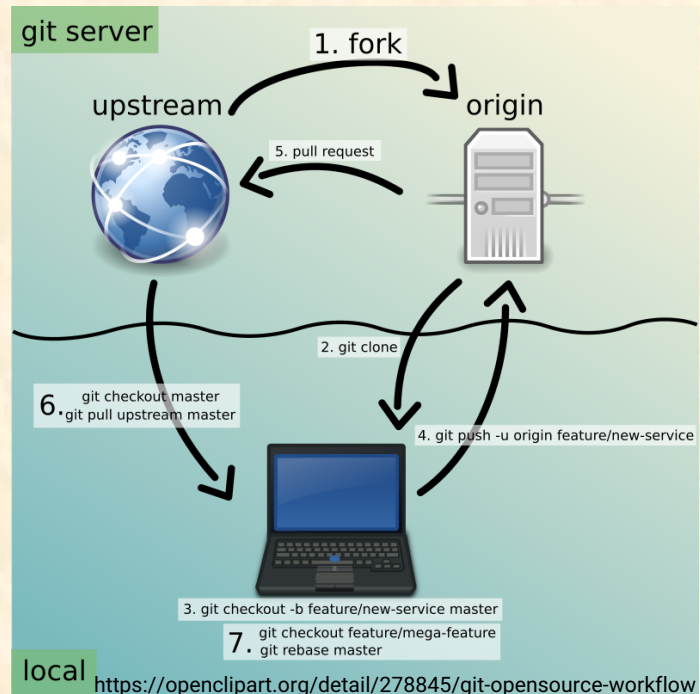 git server
1. fork
upstream
origin
5. pull request
2. git clone
6. git checkout master
git pull upstream master
4. git push -u origin feature/new-service
3. git checkout -b feature/new-service master
7. git checkout feature/mega-feature
git rebase master
local
https://openclipart.org/detail/278845/git-opensource-workflow